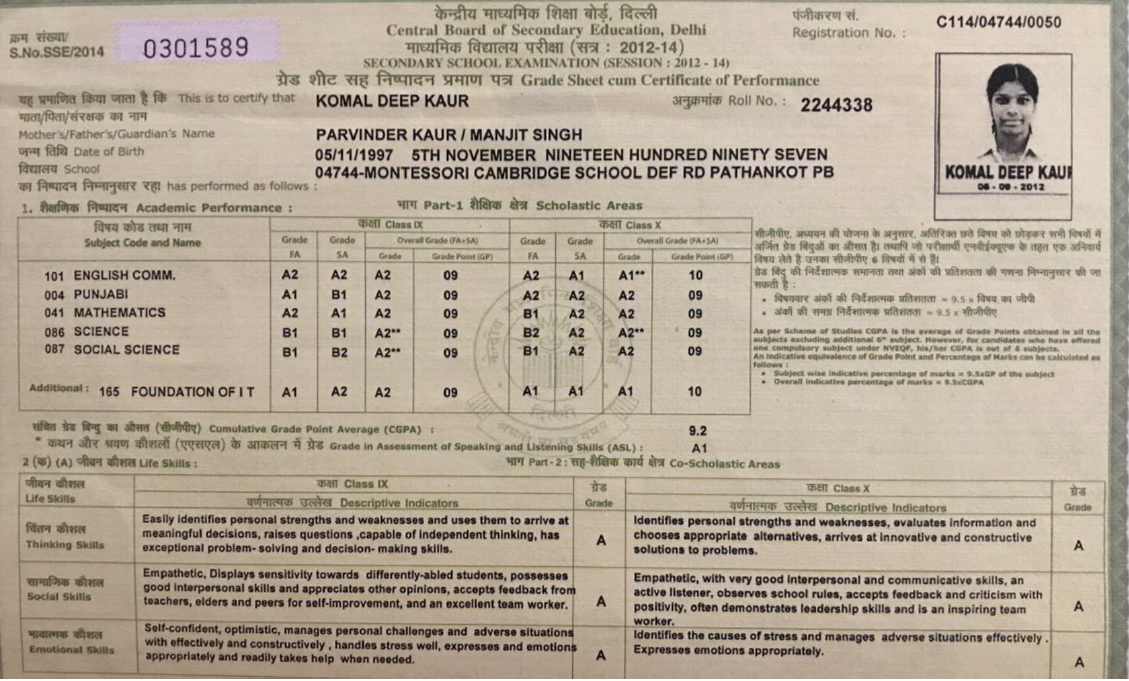 केन्द्रीय माध्यमिक शिक्षा बोर्ड, दिल्ली
Central Board of Secondary Education, Delhi
माध्यमिक विद्यालय परीक्षा (सत्र : 2012-14)
SECONDARY SCHOOL EXAMINATION (SESSION : 2012 - 14)
ग्रेड शीट सह निष्पादन प्रमाण पत्र Grade Sheet cum Certificate of Performance
क्रम संख्या/
S.No.SSE/2014 0301589
पंजीकरण सं.
Registration No. : C114/04744/0050
यह प्रमाणित किया जाता है कि This is to certify that KOMAL DEEP KAUR अनुक्रमांक Roll No. : 2244338
माता/पिता/संरक्षक का नाम
Mother's/Father's/Guardian's Name PARVINDER KAUR / MANJIT SINGH
जन्म तिथि Date of Birth 05/11/1997 5TH NOVEMBER NINETEEN HUNDRED NINETY SEVEN
विद्यालय School 04744-MONTESSORI CAMBRIDGE SCHOOL DEF RD PATHANKOT PB
का निष्पादन निम्नानुसार रहा has performed as follows :
KOMAL DEEP KAUR
06 - 09 - 2012
1. शैक्षणिक निष्पादन Academic Performance : भाग Part-1 शैक्षिक क्षेत्र Scholastic Areas
विषय कोड तथा नाम कक्षा Class IX कक्षा Class X
Subject Code and Name Grade Grade Overall Grade (FA+SA) Grade Grade Overall Grade (FA+SA)
FA SA Grade Grade Point (GP) FA SA Grade Grade Point (GP)
101 ENGLISH COMM. A2 A2 A2 09 A2 A1 A1** 10
004 PUNJABI A1 B1 A2 09 A2 A2 A2 09
041 MATHEMATICS A2 A1 A2 09 B1 A2 A2 09
086 SCIENCE B1 B1 A2** 09 B2 A2 A2** 09
087 SOCIAL SCIENCE B1 B2 A2** 09 B1 A2 A2 09
Additional : 165 FOUNDATION OF I T A1 A2 A2 09 A1 A1 A1 10
सीजीपीए, अध्ययन की योजना के अनुसार, अतिरिक्त छठे विषय को छोड़कर सभी विषयों में
अर्जित ग्रेड बिंदुओं का औसत है। तथापि जो परीक्षार्थी एनवीईक्यूएफ के तहत एक अनिवार्य
विषय लेते है उनका सीजीपीए 6 विषयों में से है।
ग्रेड बिंदु की निर्देशात्मक समानता तथा अंकों की प्रतिशतता की गणना निम्नानुसार की जा
सकती है :
• विषयवार अंकों की निर्देशात्मक प्रतिशतता = 9.5 x विषय का जीपी
• अंकों की समग्र निर्देशात्मक प्रतिशतता = 9.5 x सीजीपीए
As per Scheme of Studies CGPA is the average of Grade Points obtained in all the
subjects excluding additional 6th subject. However, for candidates who have offered
one compulsory subject under NVEQF, his/her CGPA is out of 6 subjects.
An indicative equivalence of Grade Point and Percentage of Marks can be calculated as
follows :
• Subject wise indicative percentage of marks = 9.5xGP of the subject
• Overall indicative percentage of marks = 9.5xCGPA
संचित ग्रेड बिन्दु का औसत (सीजीपीए) Cumulative Grade Point Average (CGPA) : 9.2
** कथन और श्रवण कौशलों (एएसएल) के आकलन में ग्रेड Grade in Assessment of Speaking and Listening Skills (ASL) : A1
2 (क) (A) जीवन कौशल Life Skills : भाग Part-2 : सह-शैक्षिक कार्य क्षेत्र Co-Scholastic Areas
जीवन कौशल कक्षा Class IX ग्रेड कक्षा Class X ग्रेड
Life Skills वर्णनात्मक उल्लेख Descriptive Indicators Grade वर्णनात्मक उल्लेख Descriptive Indicators Grade
चिंतन कौशल
Thinking Skills
Easily identifies personal strengths and weaknesses and uses them to arrive at
meaningful decisions, raises questions ,capable of independent thinking, has
exceptional problem- solving and decision- making skills.
A
Identifies personal strengths and weaknesses, evaluates information and
chooses appropriate alternatives, arrives at innovative and constructive
solutions to problems.
A
सामाजिक कौशल
Social Skills
Empathetic, Displays sensitivity towards differently-abled students, possesses
good interpersonal skills and appreciates other opinions, accepts feedback from
teachers, elders and peers for self-improvement, and an excellent team worker.
A
Empathetic, with very good interpersonal and communicative skills, an
active listener, observes school rules, accepts feedback and criticism with
positivity, often demonstrates leadership skills and is an inspiring team
worker.
A
भावात्मक कौशल
Emotional Skills
Self-confident, optimistic, manages personal challenges and adverse situations
with effectively and constructively , handles stress well, expresses and emotions
appropriately and readily takes help when needed.
A
Identifies the causes of stress and manages adverse situations effectively .
Expresses emotions appropriately.
A